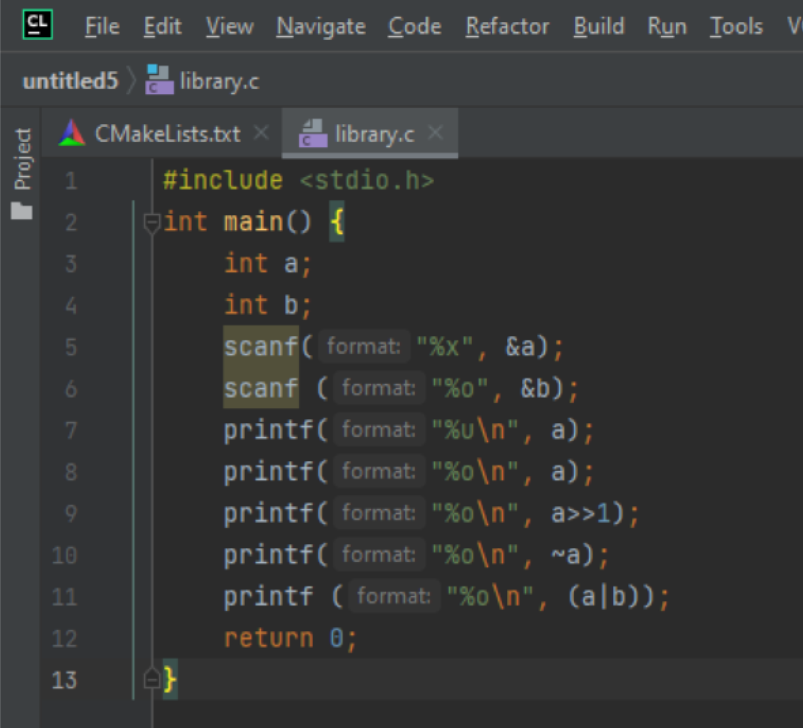 CL File Edit View Navigate Code Refactor Build Run Tools
untitled5 library.c
Project
CMakeLists.txt library.c
1 #include <stdio.h>
2 int main() {
3 int a;
4 int b;
5 scanf( format: "%x", &a);
6 scanf ( format: "%o", &b);
7 printf( format: "%u\n", a);
8 printf( format: "%o\n", a);
9 printf( format: "%o\n", a>>1);
10 printf( format: "%o\n", ~a);
11 printf ( format: "%o\n", (a|b));
12 return 0;
13 }